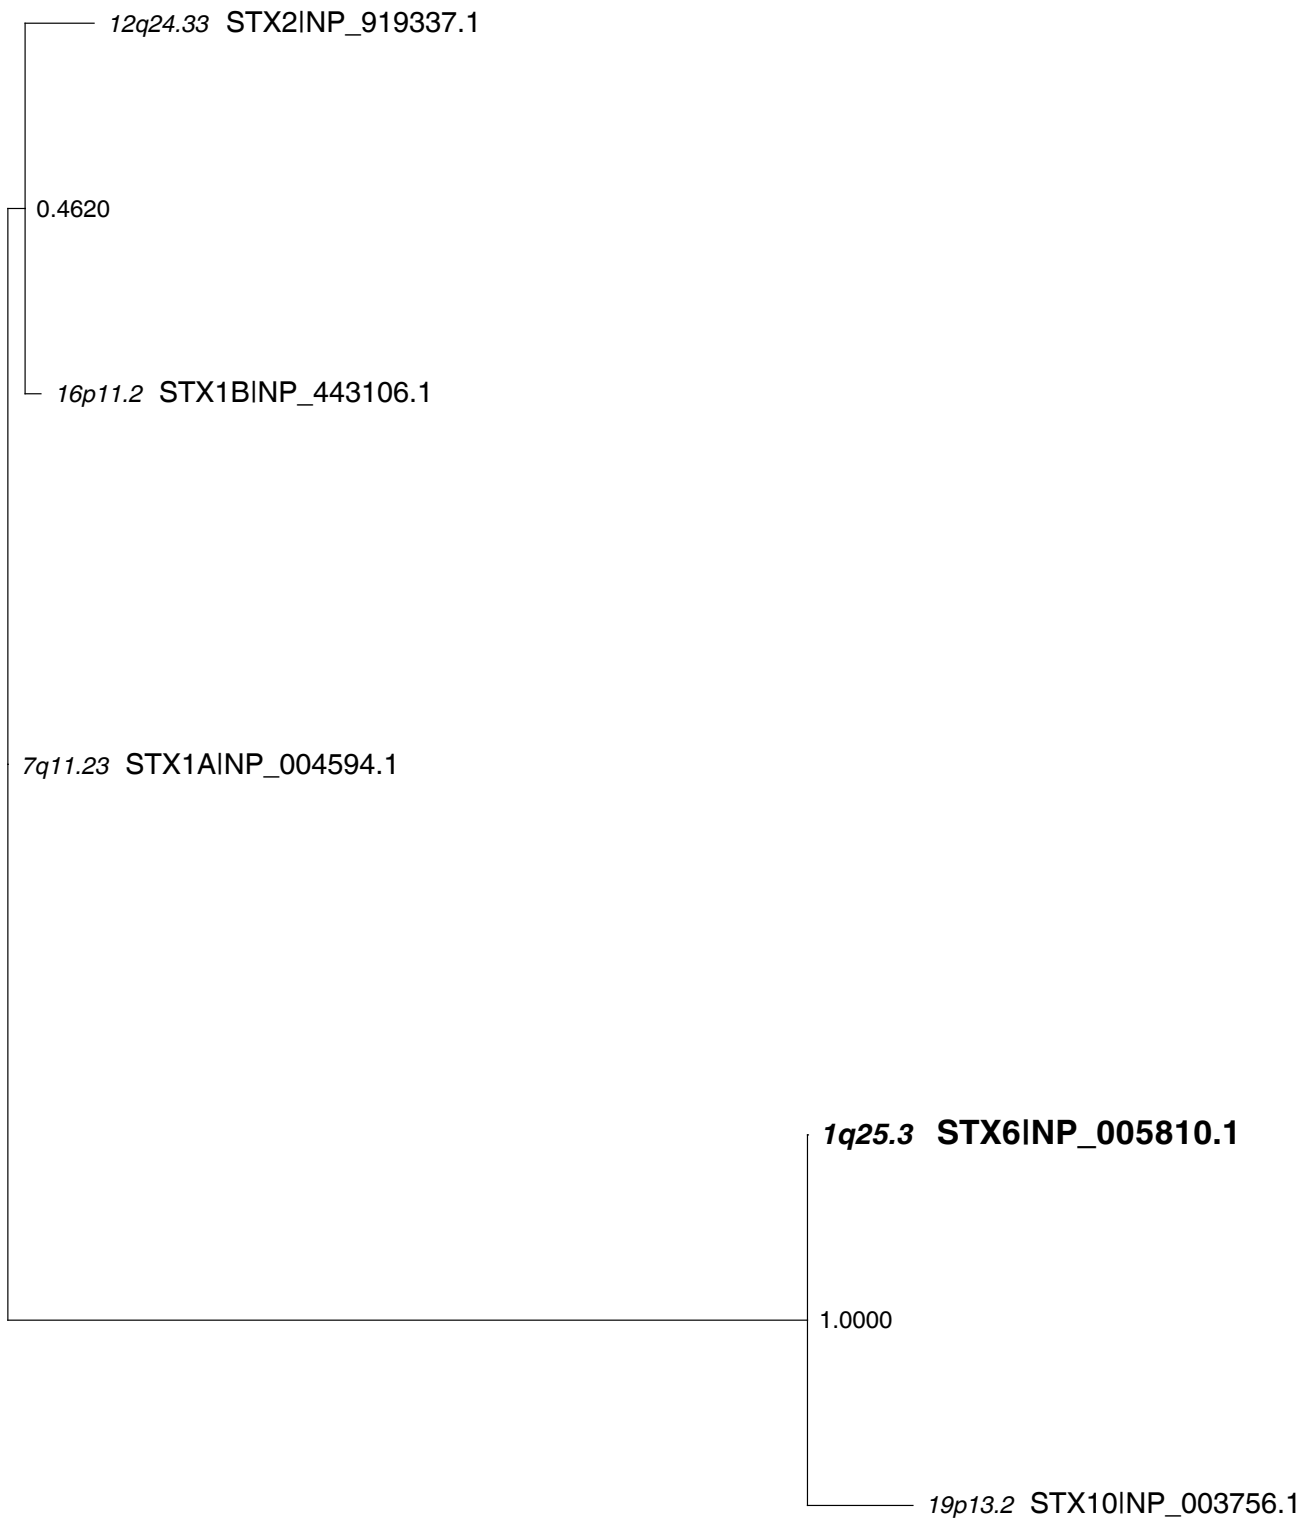 12q24.33 STX2|NP_919337.1
0.4620
16p11.2 STX1B|NP_443106.1
7q11.23 STX1A|NP_004594.1
1q25.3 STX6|NP_005810.1
1.0000
19p13.2 STX10|NP_003756.1